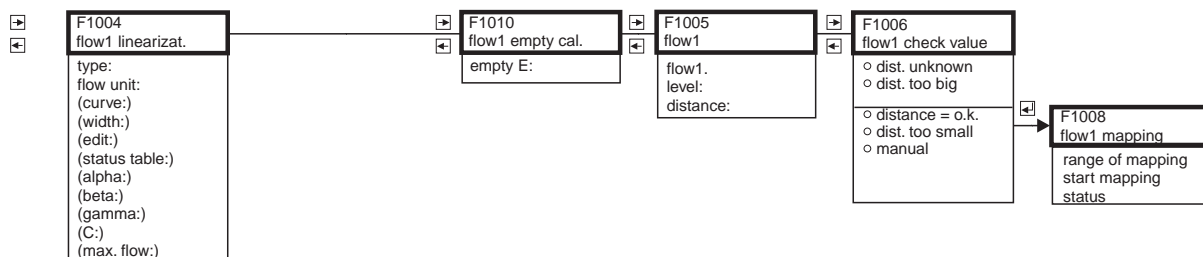 F1004
flow1 linearizat.
type:
flow unit:
(curve:)
(width:)
(edit:)
(status table:)
(alpha:)
(beta:)
(gamma:)
(C:)
(max. flow:)
F1010
flow1 empty cal.
empty E:
F1005
flow1
flow1.
level:
distance:
F1006
flow1 check value
dist. unknown
dist. too big
distance = o.k.
dist. too small
manual
F1008
flow1 mapping
range of mapping
start mapping
status